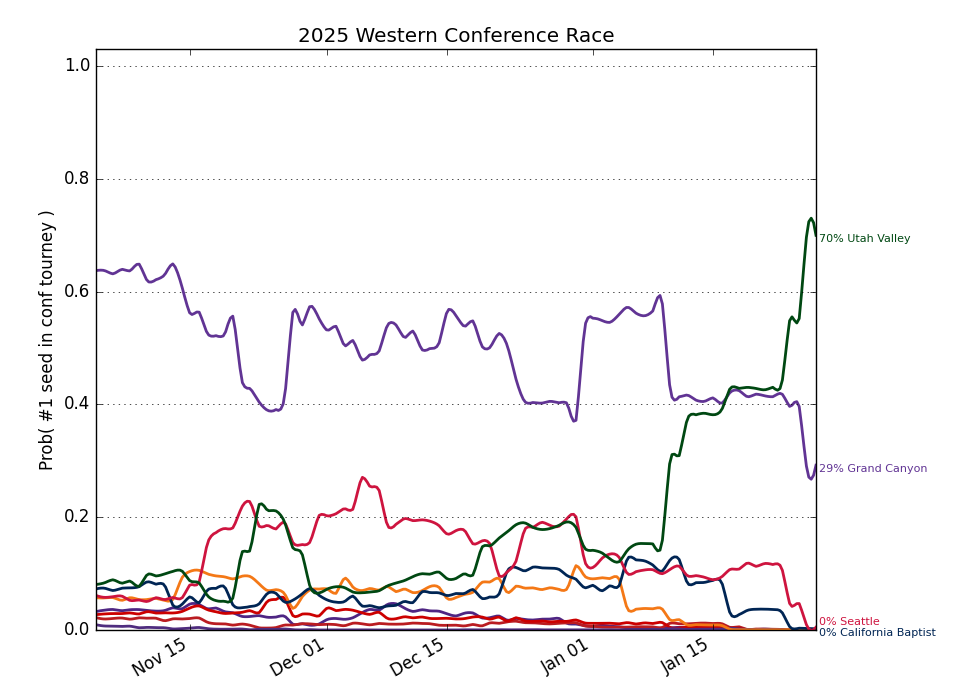 2025 Western Conference Race
Prob( #1 seed in conf tourney )
1.0
0.8
0.6
0.4
0.2
0.0
Nov 15
Dec 01
Dec 15
Jan 01
Jan 15
70% Utah Valley
29% Grand Canyon
0% Seattle
0% California Baptist